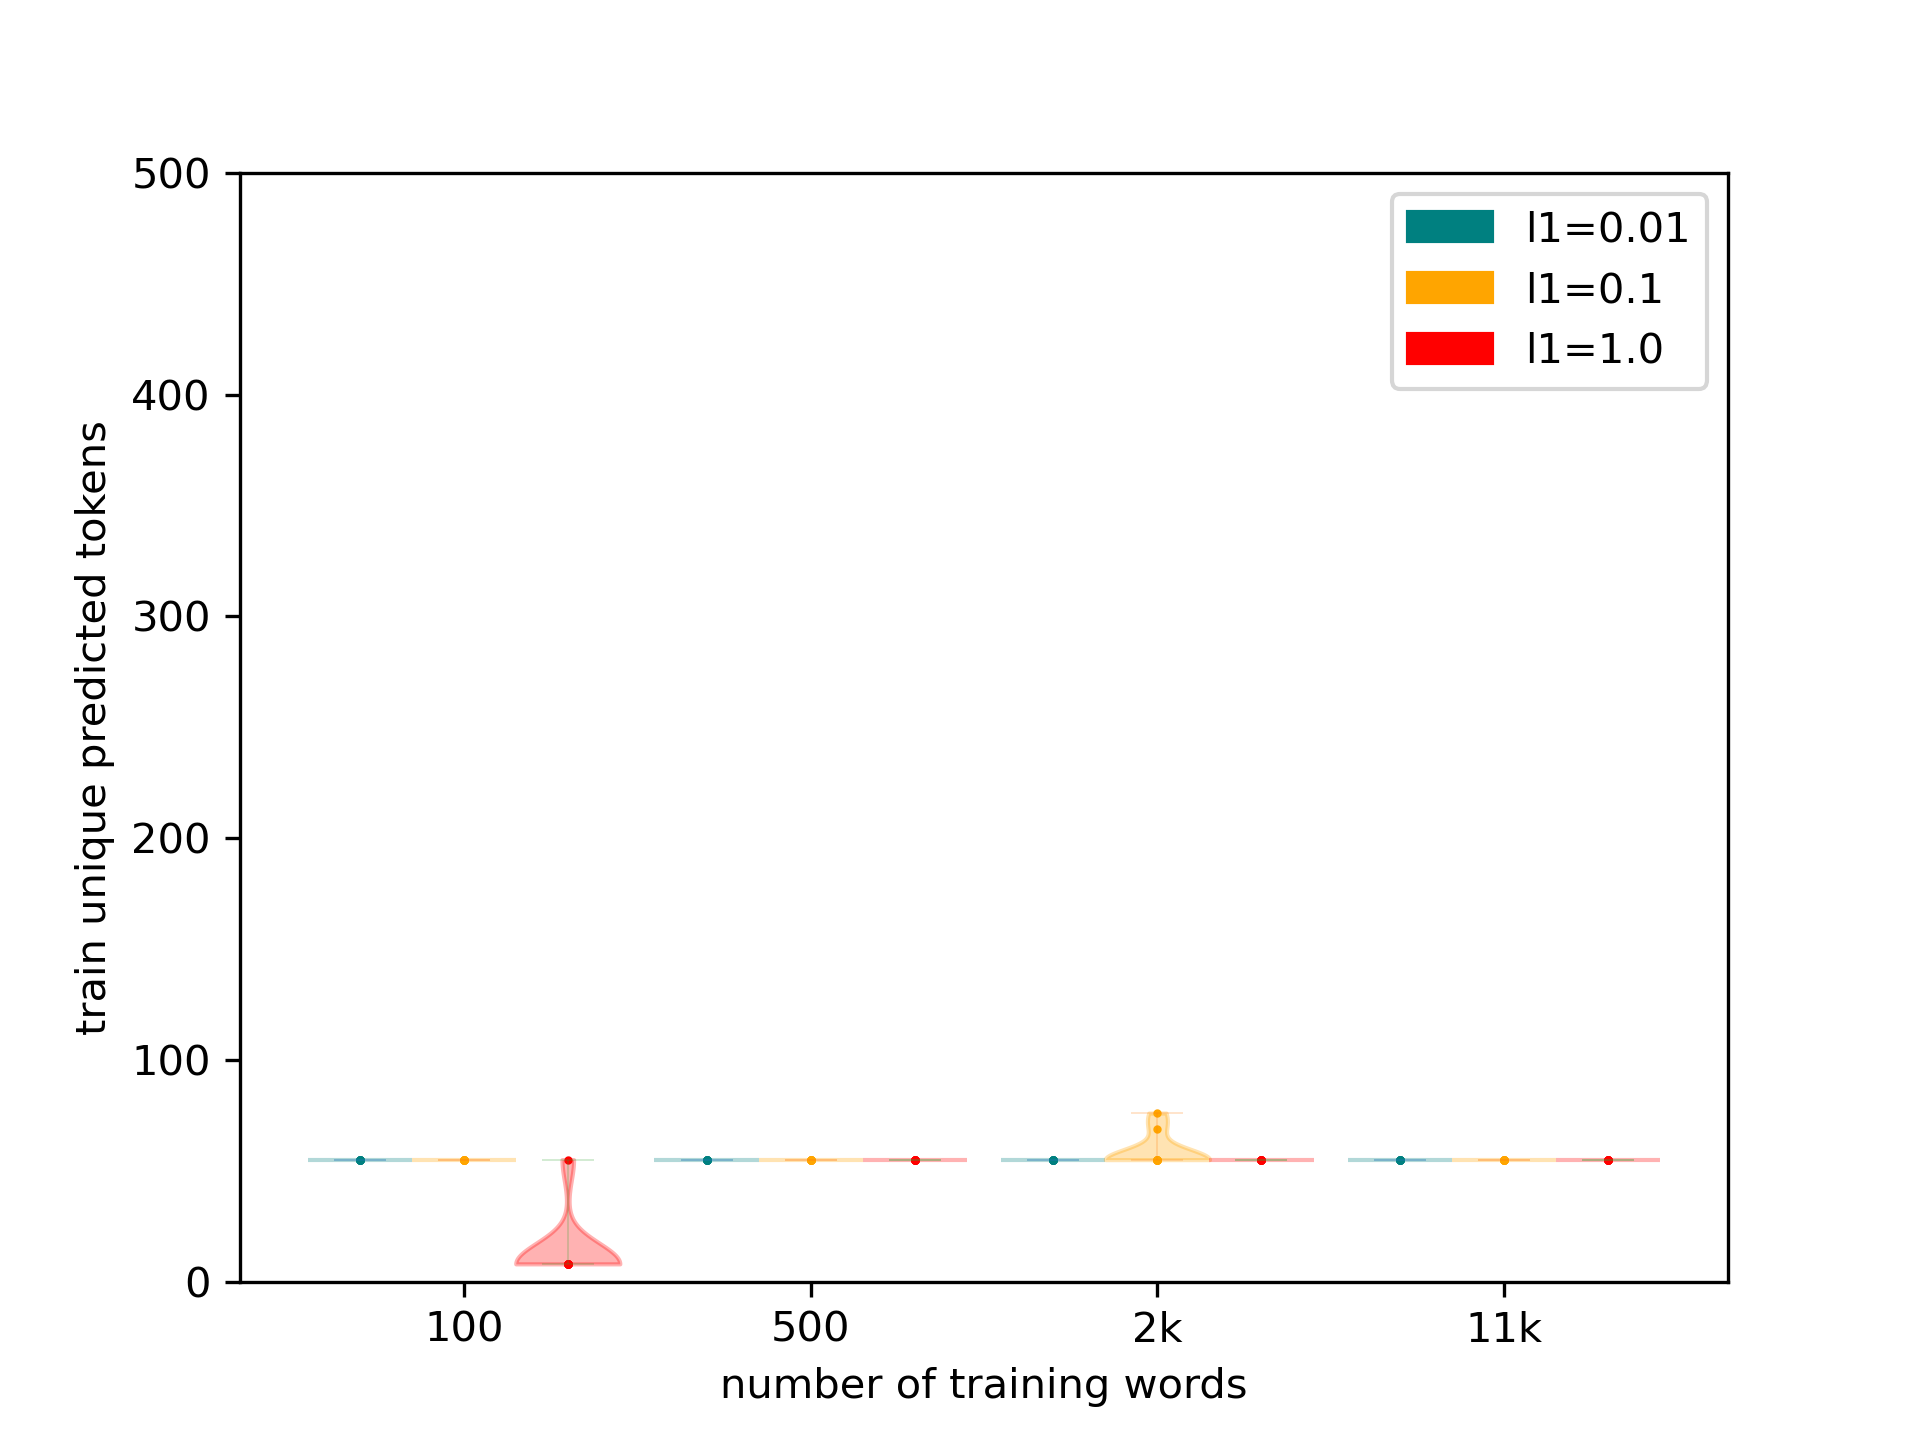 500
400
300
200
100
0
train unique predicted tokens
l1=0.01
l1=0.1
l1=1.0
100 500 2k 11k
number of training words